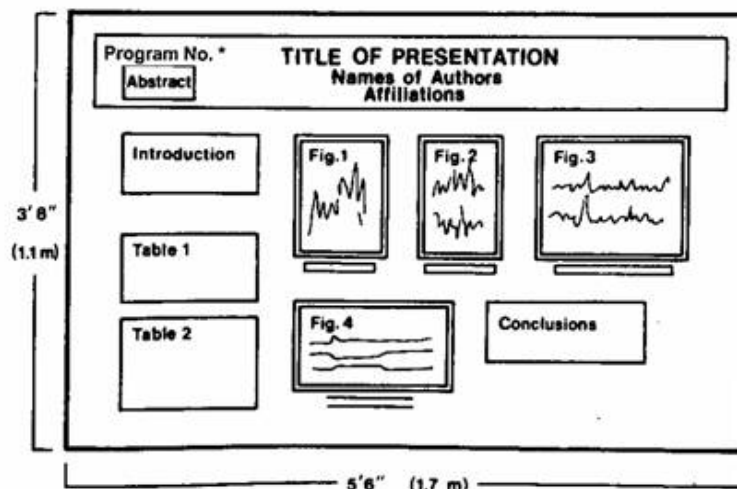 Program No. *
Abstract
TITLE OF PRESENTATION
Names of Authors
Affiliations
Introduction
Fig.1
Fig.2
Fig.3
3'8"
(1.1 m)
Table 1
Table 2
Fig.4
Conclusions
5'6" (1.7 m)